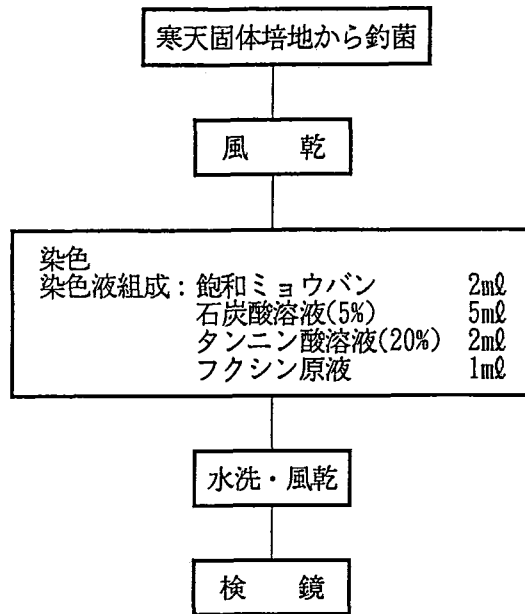 寒天固体培地から釣菌
風　乾
染色
染色液組成：飽和ミョウバン　2mℓ
石炭酸溶液(5%)　5mℓ
タンニン酸溶液(20%)　2mℓ
フクシン原液　1mℓ
水洗・風乾
検　鏡